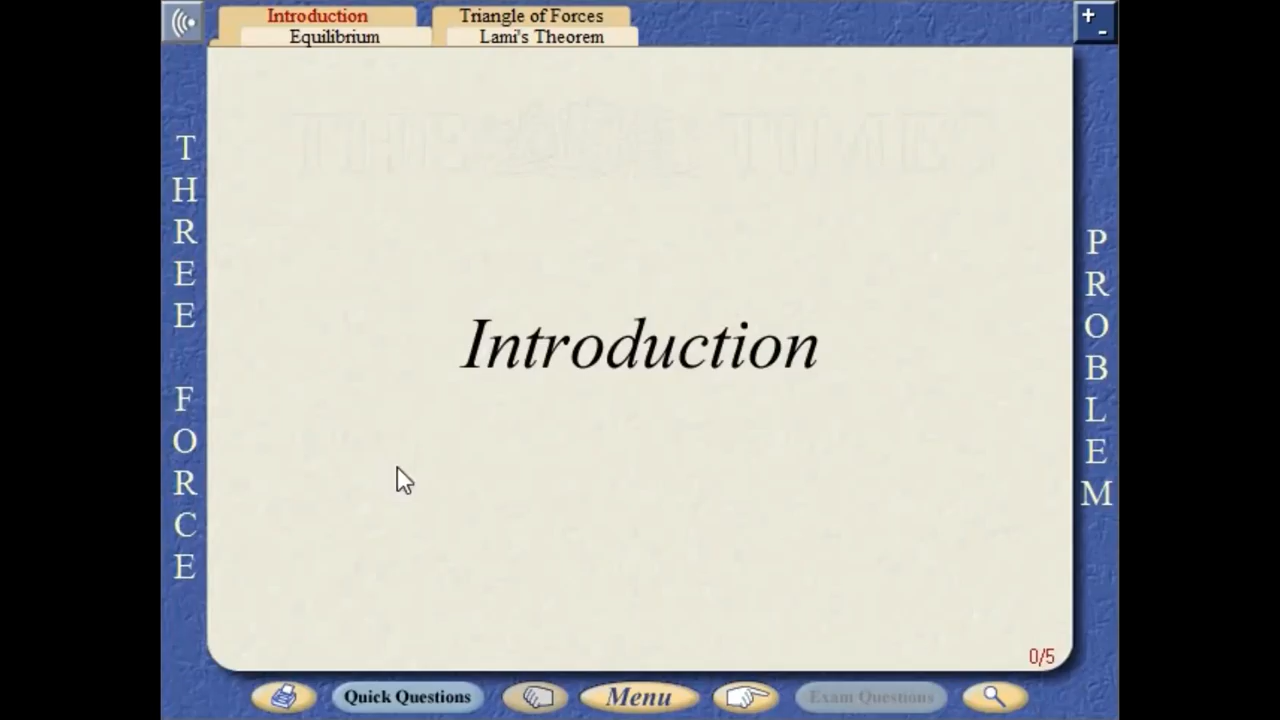 Introduction
Equilibrium
Triangle of Forces
Lami's Theorem
THREE FORCE
PROBLEM
Introduction
0/5
Quick Questions
Menu
Exam Questions